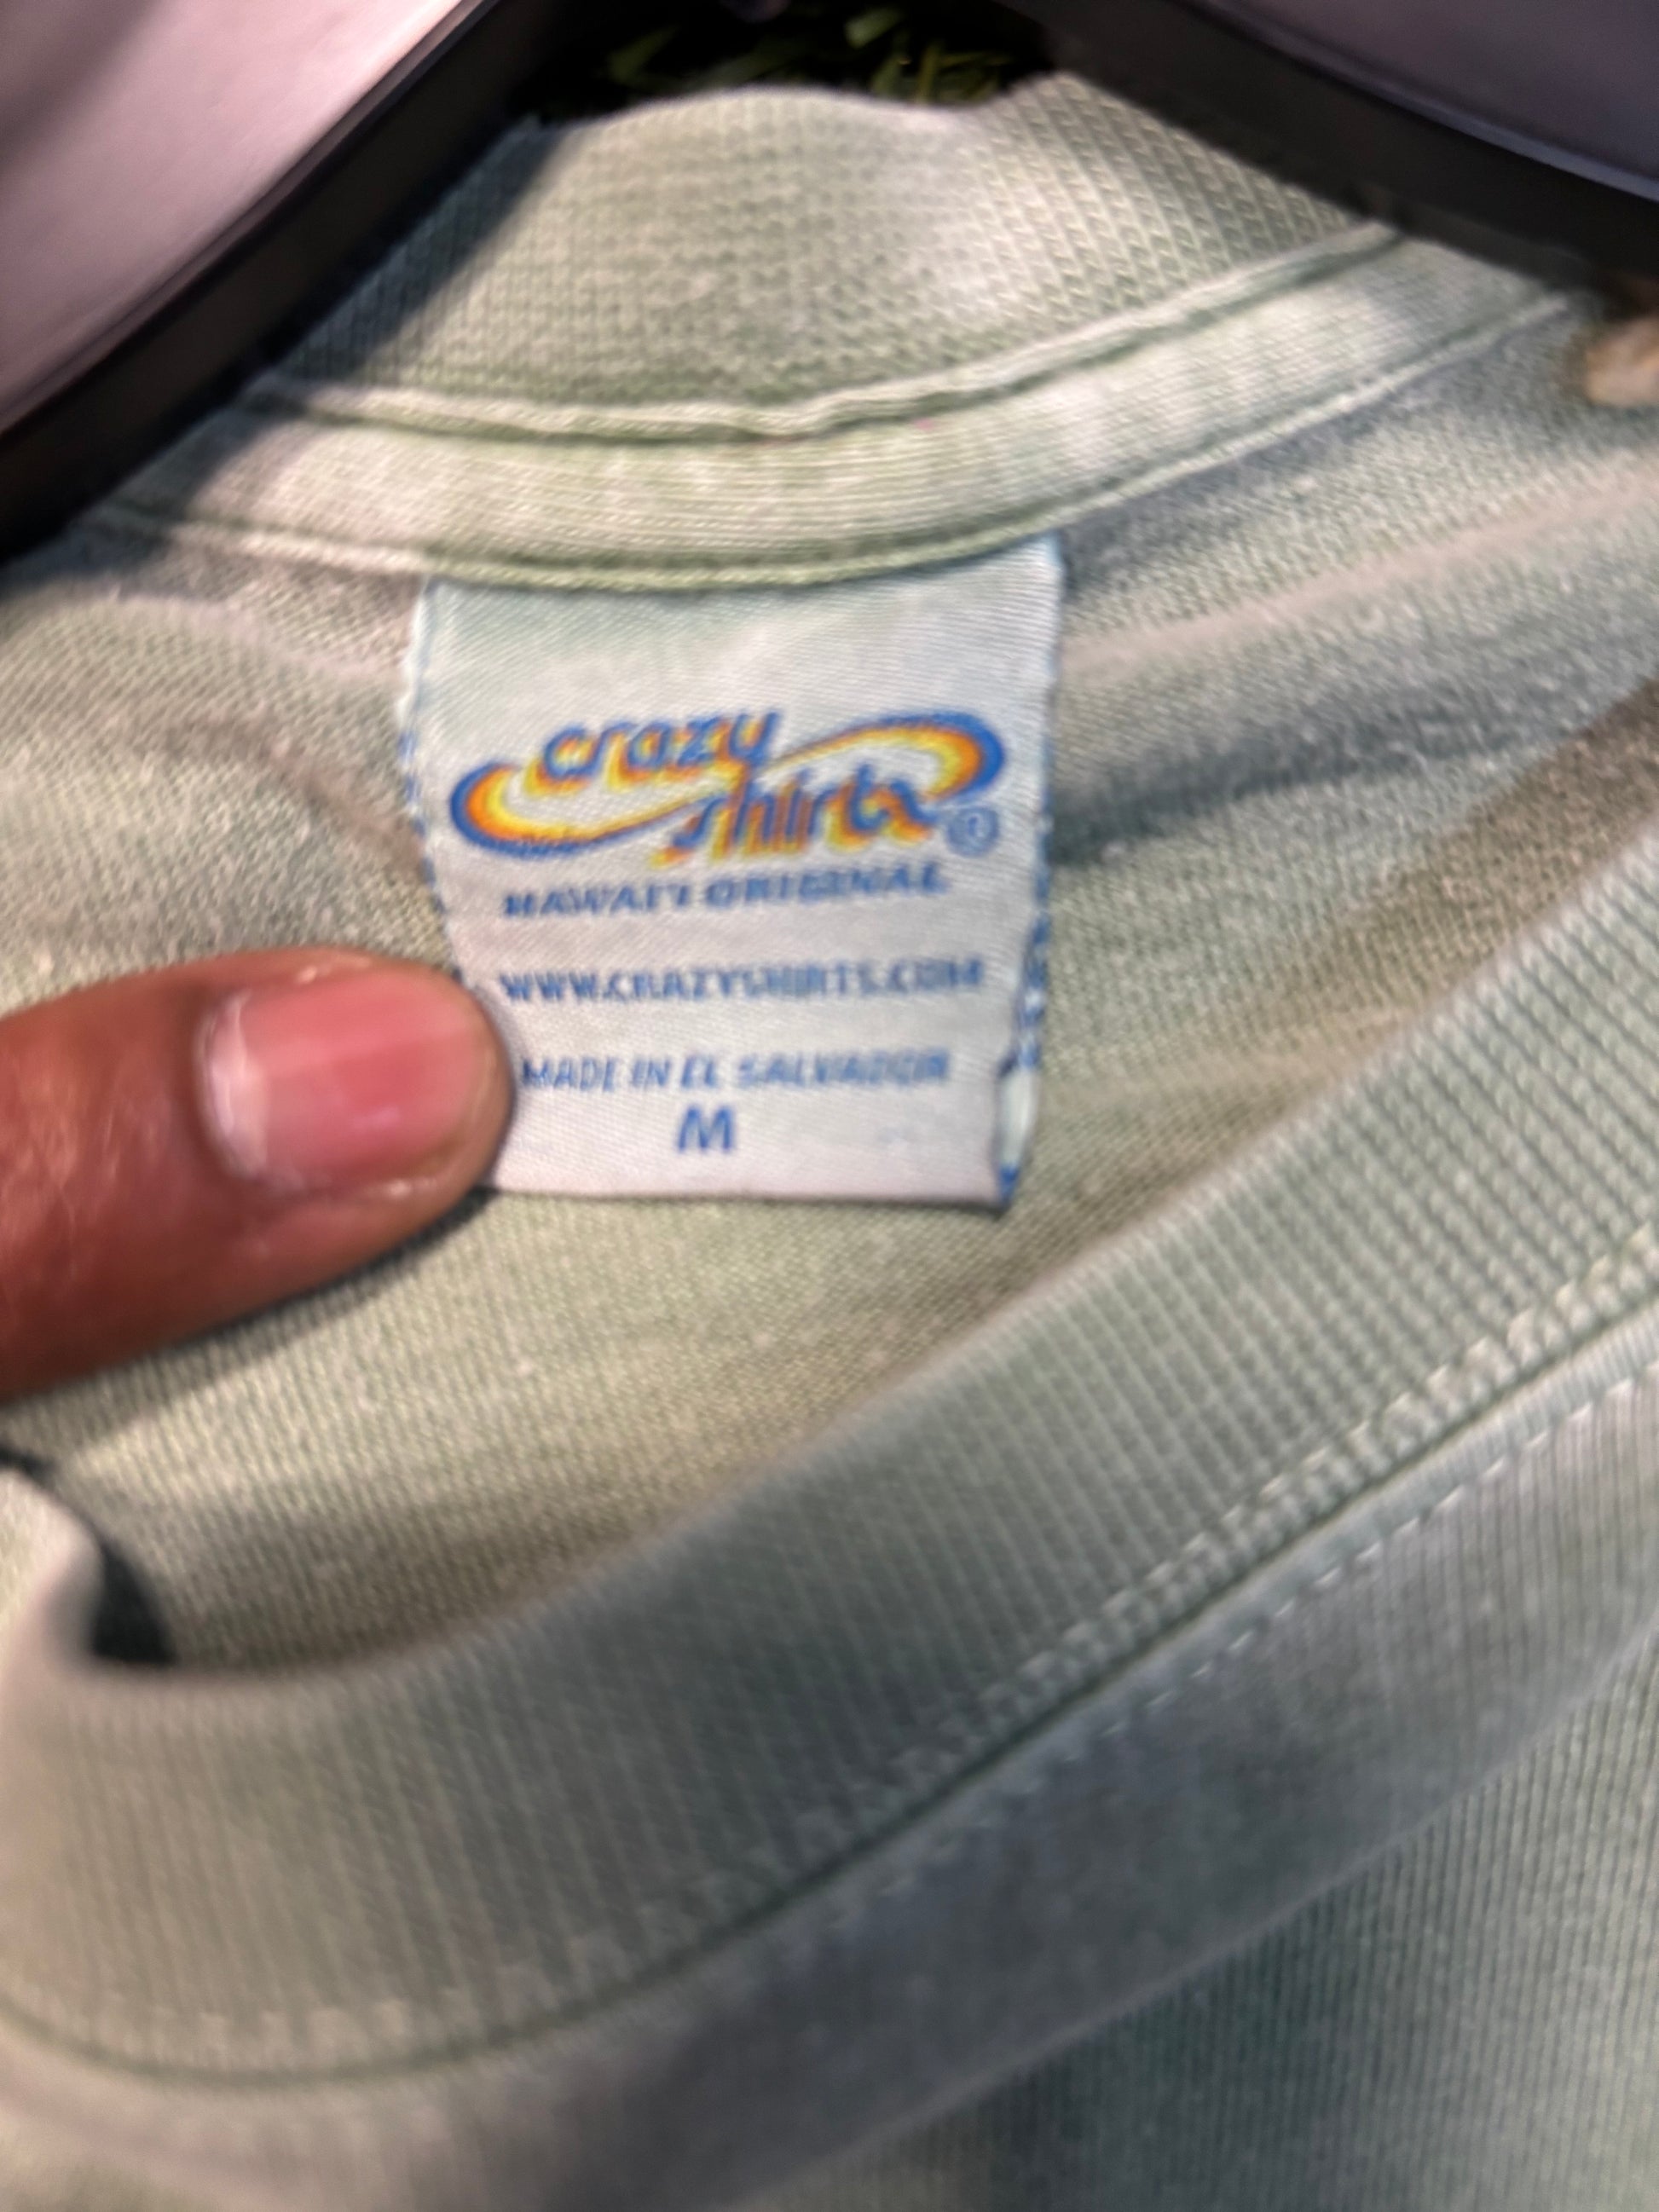 crazy
shirts®
HAWAI'I ORIGINAL
WWW.CRAZYSHIRTS.COM
MADE IN EL SALVADOR
M